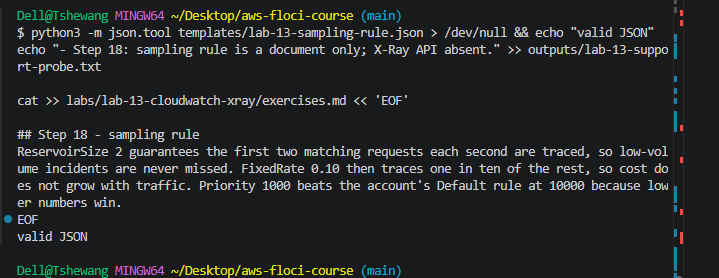 Dell@Tshewang MINGW64 ~/Desktop/aws-floci-course (main)
$ python3 -m json.tool templates/lab-13-sampling-rule.json > /dev/null && echo "valid JSON"
echo "- Step 18: sampling rule is a document only; X-Ray API absent." >> outputs/lab-13-suppo
rt-probe.txt
cat >> labs/lab-13-cloudwatch-xray/exercises.md << 'EOF'
## Step 18 - sampling rule
ReservoirSize 2 guarantees the first two matching requests each second are traced, so low-vol
ume incidents are never missed. FixedRate 0.10 then traces one in ten of the rest, so cost do
es not grow with traffic. Priority 1000 beats the account's Default rule at 10000 because low
er numbers win.
EOF
valid JSON
Dell@Tshewang MINGW64 ~/Desktop/aws-floci-course (main)